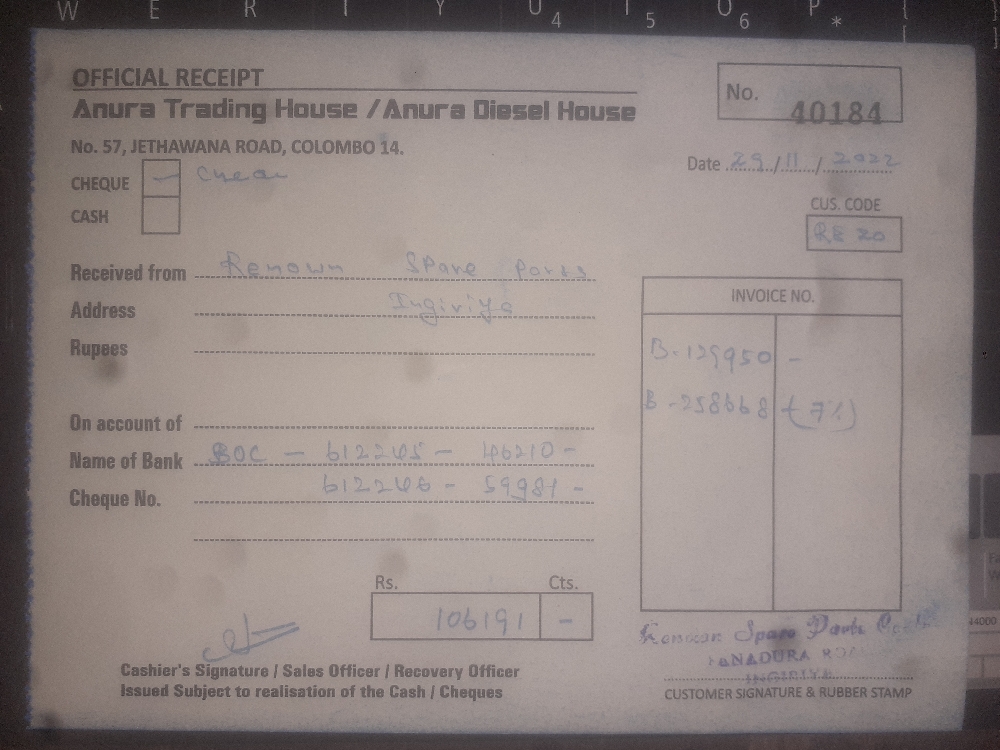 W E R T Y U 4 I 5 O 6 P * {
OFFICIAL RECEIPT
Anura Trading House / Anura Diesel House
No. 57, JETHAWANA ROAD, COLOMBO 14.
No. 40184
Date 29/11/2022
CHEQUE –
CASH
CUS. CODE
RE 20
Received from Renown Spare Parts
Address Ingiriya
Rupees
On account of
Name of Bank BOC – 612245 – 46210 –
Cheque No. 612246 – 59981 –
INVOICE NO.
B-129950 –
B-258668 (7%)
Rs. Cts.
106191 –
Cashier's Signature / Sales Officer / Recovery Officer
Issued Subject to realisation of the Cash / Cheques
Spare Parts
PANADURA
INGIRIYA
CUSTOMER SIGNATURE & RUBBER STAMP
44000